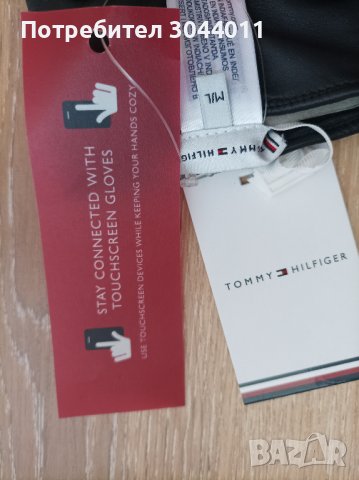 Потребител 3044011
STAY CONNECTED WITH
TOUCHSCREEN GLOVES
USE TOUCHSCREEN DEVICES WHILE KEEPING YOUR HANDS COZY
M/L
TOMMY HILFIGER
TOMMY HILFIGER
BAZAR